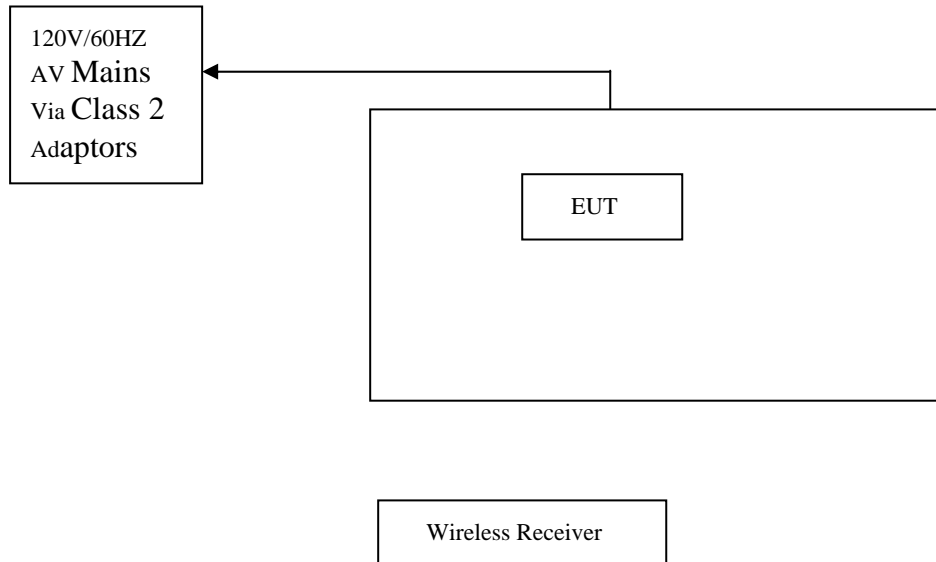 120V/60HZ
AV Mains
Via Class 2
Adaptors
EUT
Wireless Receiver